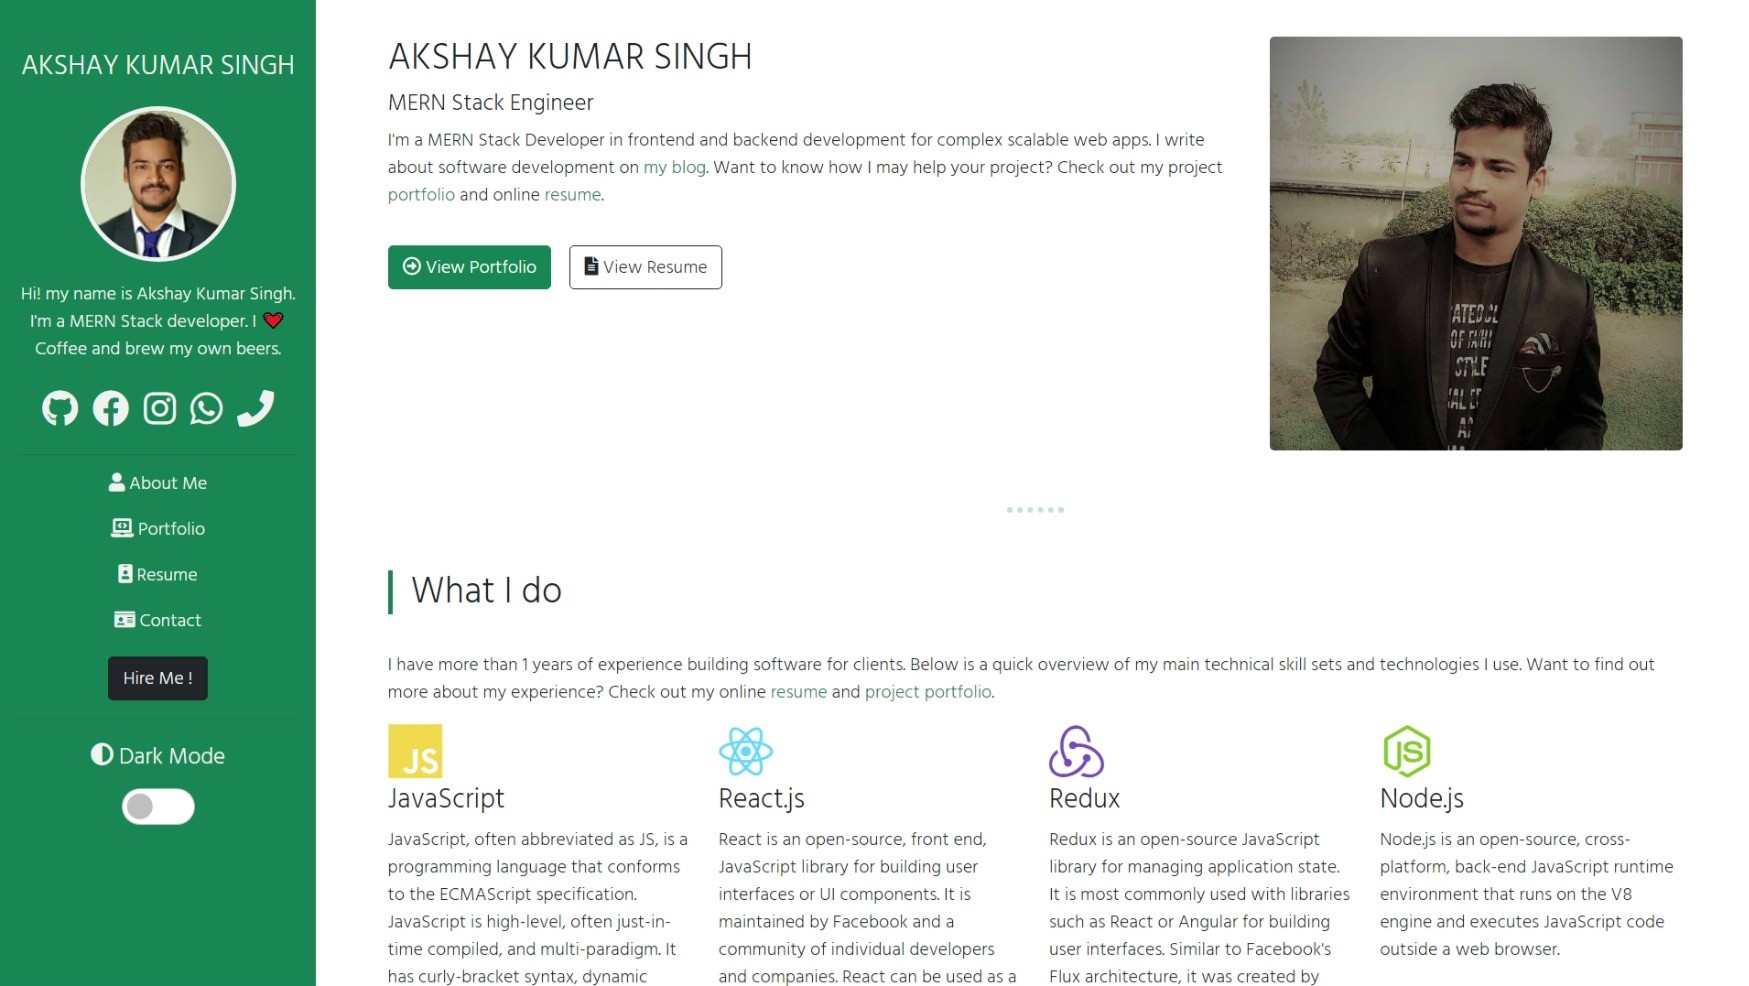 AKSHAY KUMAR SINGH
Hi! my name is Akshay Kumar Singh.
I'm a MERN Stack developer. I ❤
Coffee and brew my own beers.
About Me
Portfolio
Resume
Contact
Hire Me !
Dark Mode
AKSHAY KUMAR SINGH
MERN Stack Engineer
I'm a MERN Stack Developer in frontend and backend development for complex scalable web apps. I write
about software development on my blog. Want to know how I may help your project? Check out my project
portfolio and online resume.
View Portfolio
View Resume
What I do
I have more than 1 years of experience building software for clients. Below is a quick overview of my main technical skill sets and technologies I use. Want to find out
more about my experience? Check out my online resume and project portfolio.
JS
JavaScript
JavaScript, often abbreviated as JS, is a
programming language that conforms
to the ECMAScript specification.
JavaScript is high-level, often just-in-
time compiled, and multi-paradigm. It
has curly-bracket syntax, dynamic
React.js
React is an open-source, front end,
JavaScript library for building user
interfaces or UI components. It is
maintained by Facebook and a
community of individual developers
and companies. React can be used as a
Redux
Redux is an open-source JavaScript
library for managing application state.
It is most commonly used with libraries
such as React or Angular for building
user interfaces. Similar to Facebook's
Flux architecture, it was created by
JS
Node.js
Node.js is an open-source, cross-
platform, back-end JavaScript runtime
environment that runs on the V8
engine and executes JavaScript code
outside a web browser.